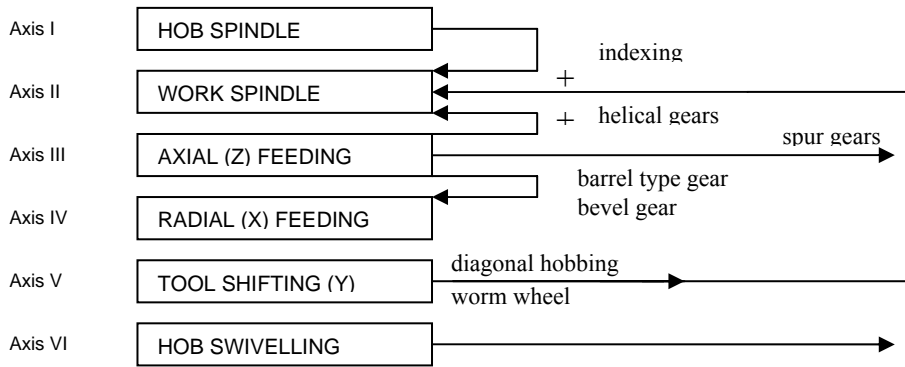 Axis I HOB SPINDLE
indexing
+
Axis II WORK SPINDLE
+ helical gears
spur gears
Axis III AXIAL (Z) FEEDING
barrel type gear
bevel gear
Axis IV RADIAL (X) FEEDING
diagonal hobbing
Axis V TOOL SHIFTING (Y)
worm wheel
Axis VI HOB SWIVELLING